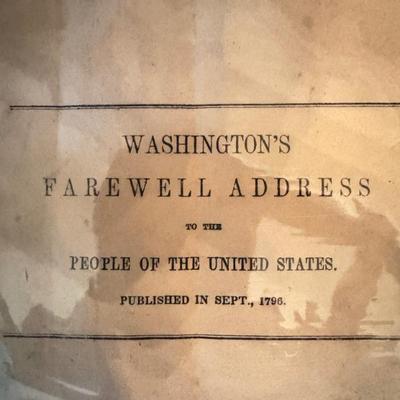 WASHINGTON'S
FAREWELL ADDRESS
TO THE
PEOPLE OF THE UNITED STATES.
PUBLISHED IN SEPT., 1796.